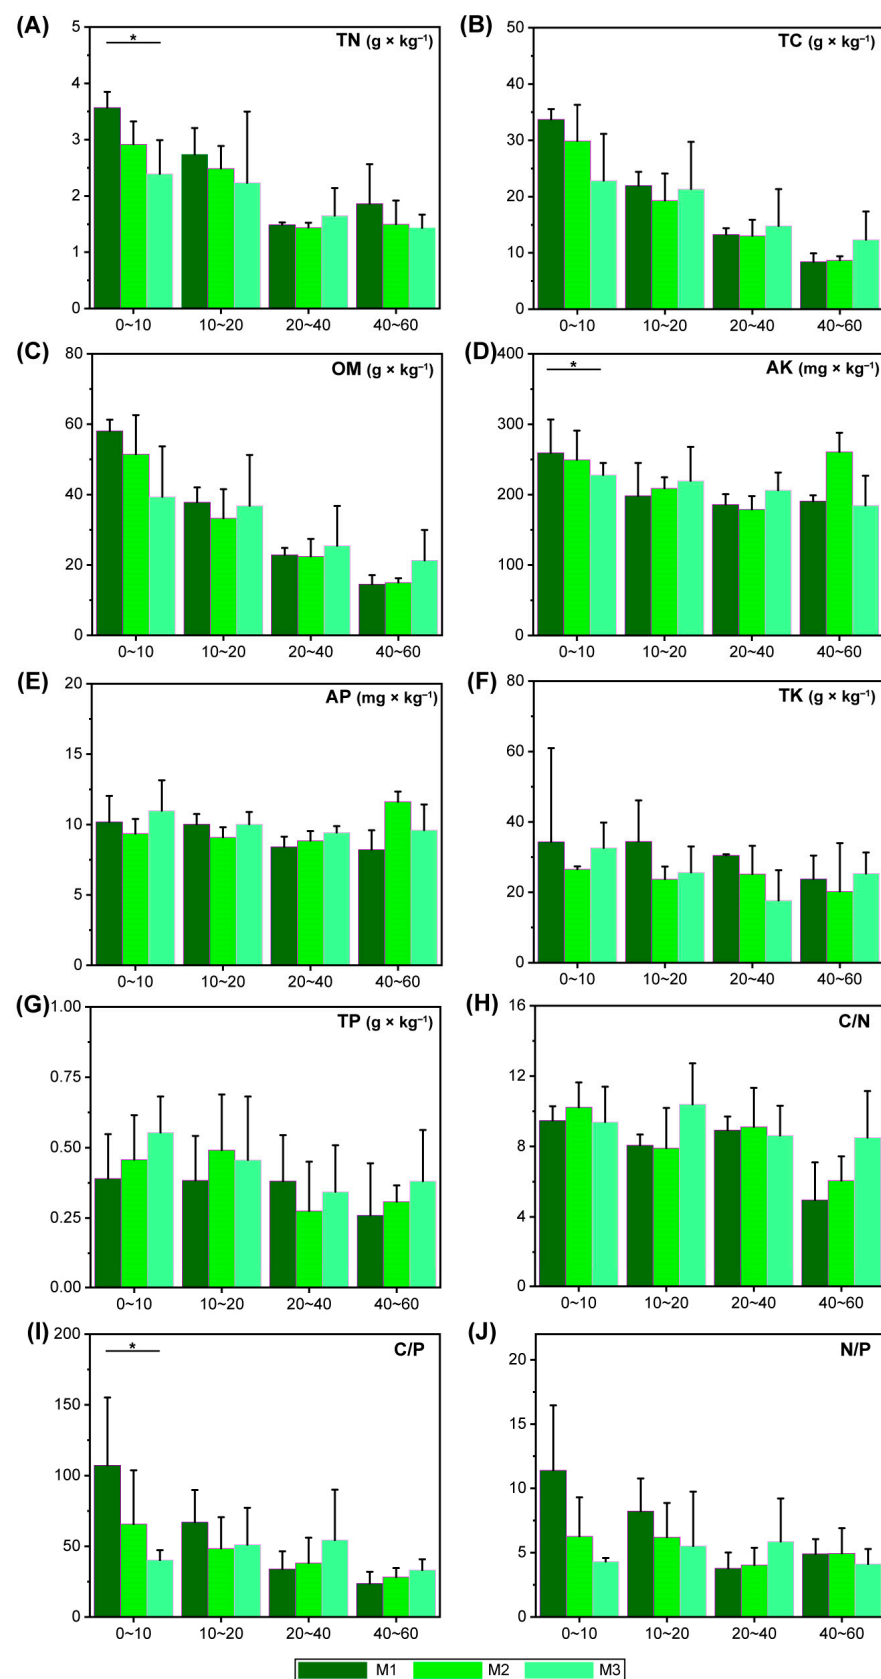 (A)
TN (g × kg⁻¹)
*
5
4
3
2
1
0
0~10 10~20 20~40 40~60
(B)
TC (g × kg⁻¹)
50
40
30
20
10
0
0~10 10~20 20~40 40~60
(C)
OM (g × kg⁻¹)
80
60
40
20
0
0~10 10~20 20~40 40~60
(D)
AK (mg × kg⁻¹)
*
400
300
200
100
0
0~10 10~20 20~40 40~60
(E)
AP (mg × kg⁻¹)
20
15
10
5
0
0~10 10~20 20~40 40~60
(F)
TK (g × kg⁻¹)
80
60
40
20
0
0~10 10~20 20~40 40~60
(G)
TP (g × kg⁻¹)
1.00
0.75
0.50
0.25
0.00
0~10 10~20 20~40 40~60
(H)
C/N
16
12
8
4
0
0~10 10~20 20~40 40~60
(I)
C/P
*
200
150
100
50
0
0~10 10~20 20~40 40~60
(J)
N/P
20
15
10
5
0
0~10 10~20 20~40 40~60
M1 M2 M3